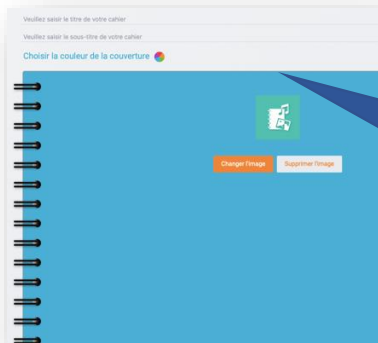 Veuillez saisir le titre de votre cahier
Veuillez saisir le sous-titre de votre cahier
Choisir la couleur de la couverture
Changer l'image Supprimer l'image